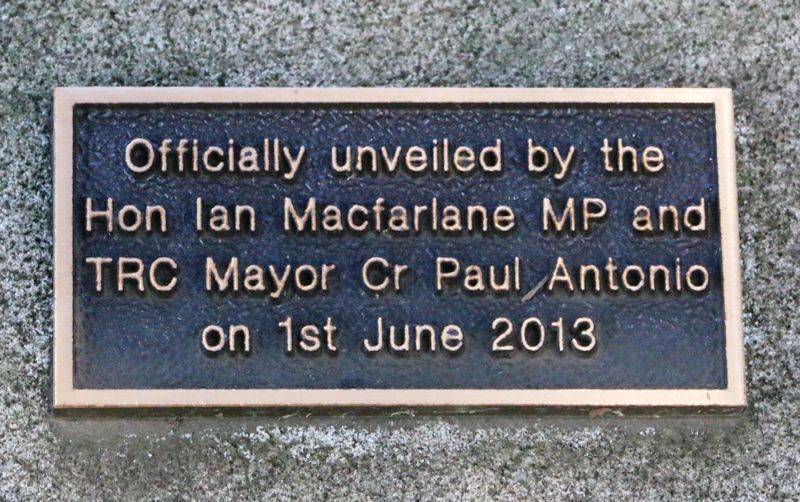 Officially unveiled by the
Hon Ian Macfarlane MP and
TRC Mayor Cr Paul Antonio
on 1st June 2013